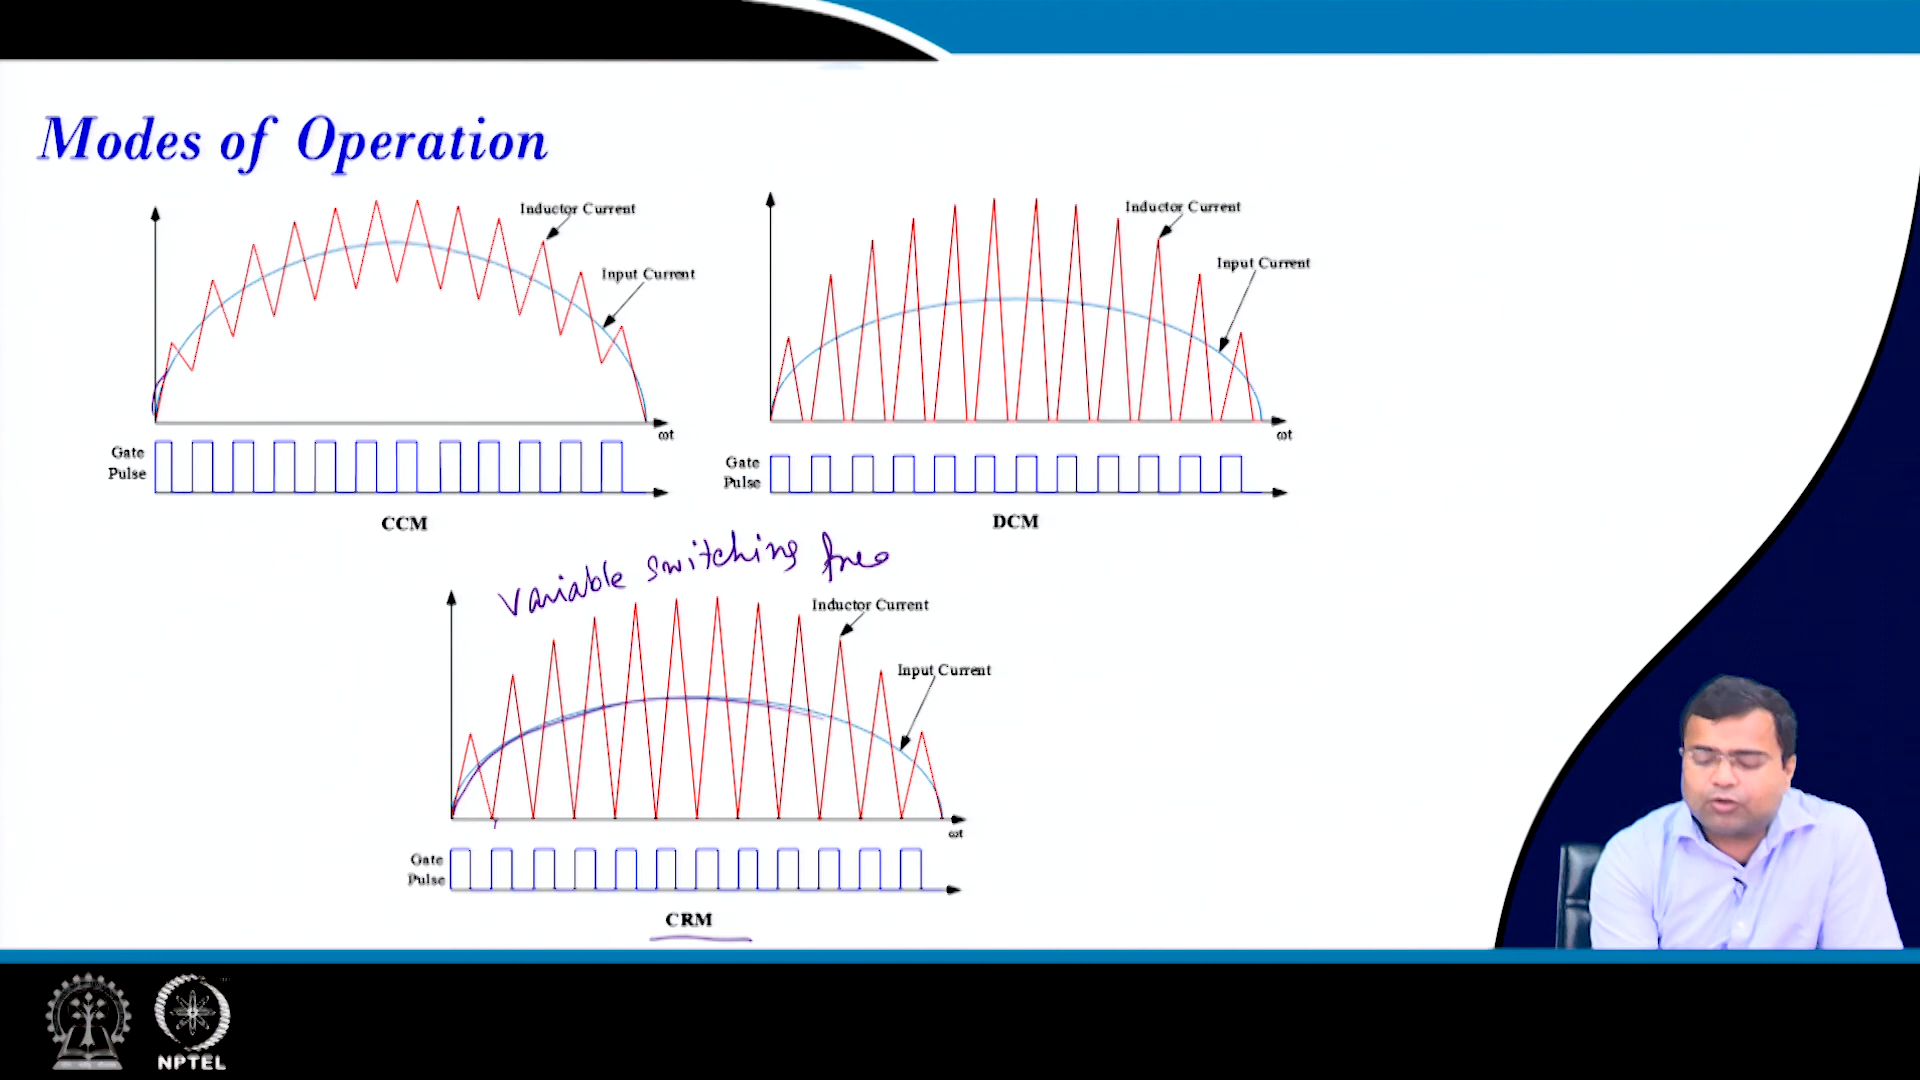 Modes of Operation
Inductor Current
Input Current
ωt
Gate
Pulse
CCM
Inductor Current
Input Current
ωt
Gate
Pulse
DCM
Variable switching freq
Inductor Current
Input Current
ωt
Gate
Pulse
CRM
NPTEL